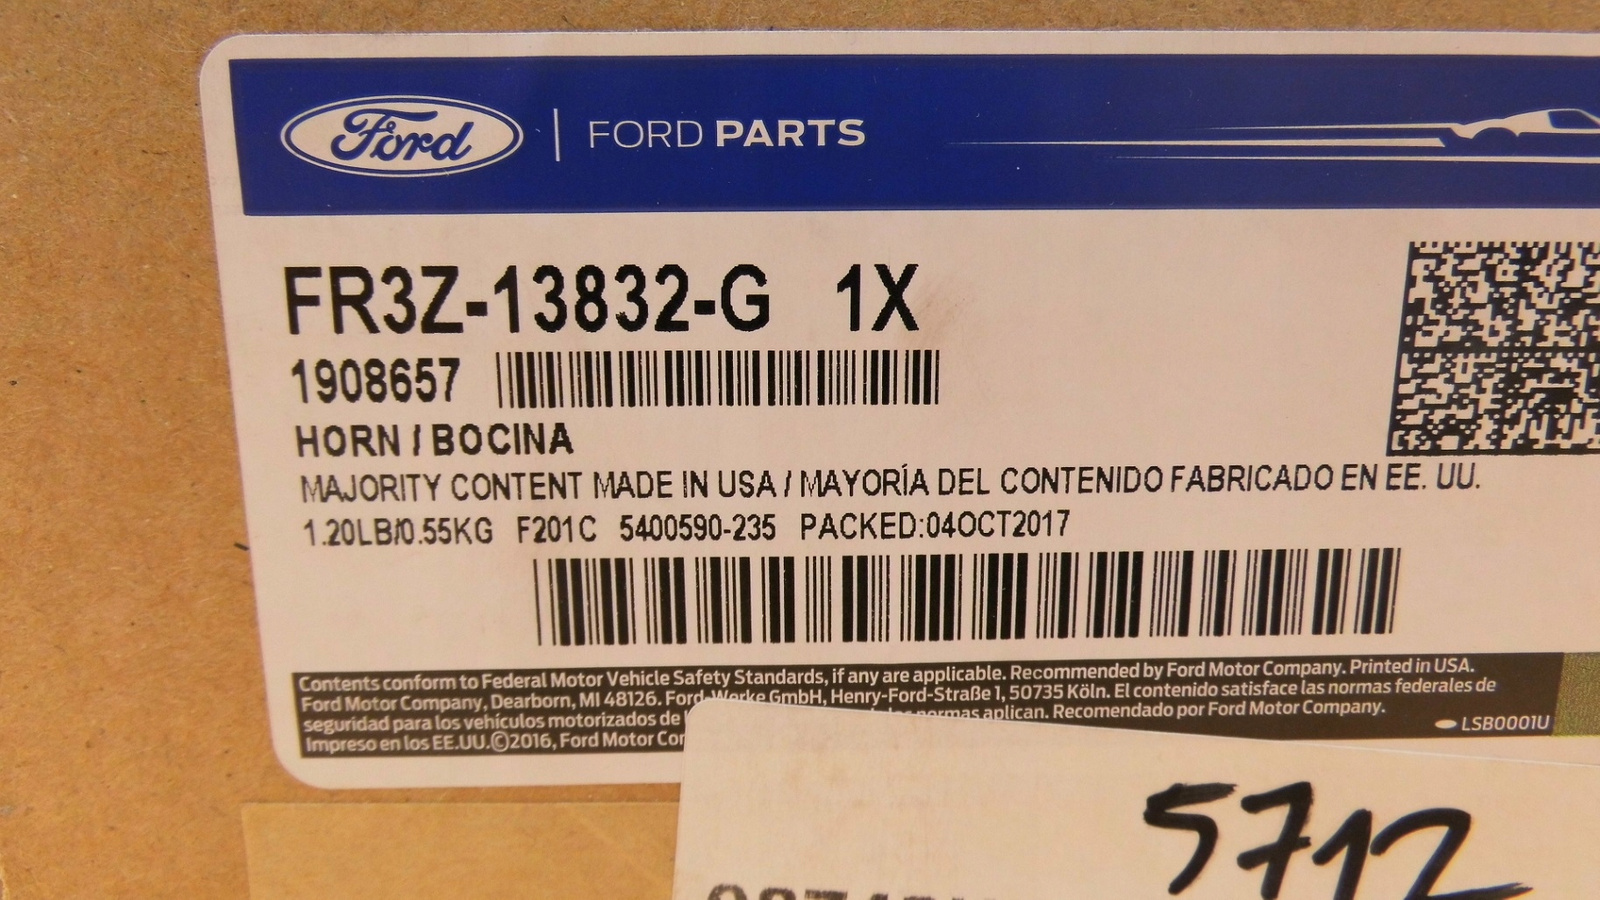 Ford | FORD PARTS
FR3Z-13832-G 1X
1908657
HORN / BOCINA
MAJORITY CONTENT MADE IN USA / MAYORÍA DEL CONTENIDO FABRICADO EN EE. UU.
1.20LB/0.55KG F201C 5400590-235 PACKED:04OCT2017
Contents conform to Federal Motor Vehicle Safety Standards, if any are applicable. Recommended by Ford Motor Company. Printed in USA.
Ford Motor Company, Dearborn, MI 48126. Ford-Werke GmbH, Henry-Ford-Straße 1, 50735 Köln. El contenido satisface las normas federales de
seguridad para los vehículos motorizados de normas aplican. Recomendado por Ford Motor Company.
LSB0001U
Impreso en los EE.UU.©2016, Ford Motor
5712